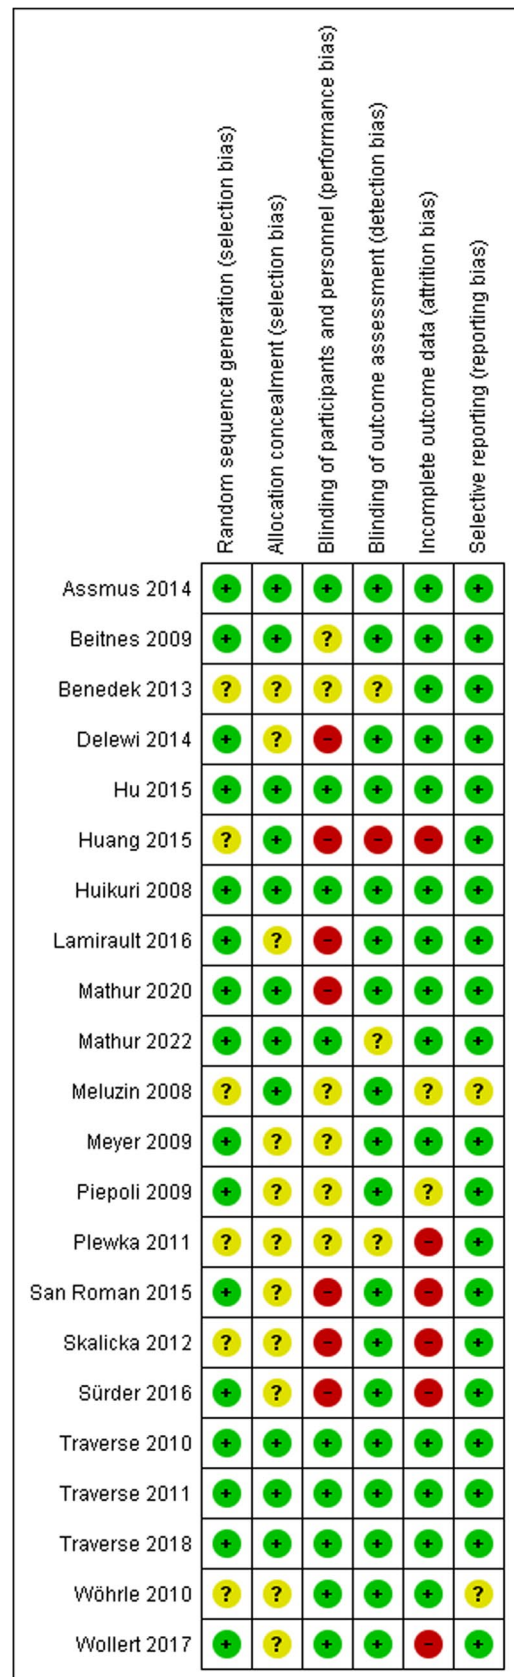 Random sequence generation (selection bias)
Allocation concealment (selection bias)
Blinding of participants and personnel (performance bias)
Blinding of outcome assessment (detection bias)
Incomplete outcome data (attrition bias)
Selective reporting (reporting bias)
Assmus 2014 + + + + + +
Beitnes 2009 + + ? + + +
Benedek 2013 ? ? ? ? + +
Delewi 2014 + ? - + + +
Hu 2015 + + + + + +
Huang 2015 ? + - - - +
Huikuri 2008 + + + + + +
Lamirault 2016 + ? - + + +
Mathur 2020 + + - + + +
Mathur 2022 + + + ? + +
Meluzin 2008 ? + ? + ? ?
Meyer 2009 + ? ? + + +
Piepoli 2009 + ? ? + ? +
Plewka 2011 ? ? ? ? - +
San Roman 2015 + ? - + - +
Skalicka 2012 ? ? - + - +
Sürder 2016 + ? - + - +
Traverse 2010 + + + + + +
Traverse 2011 + + + + + +
Traverse 2018 + + + + + +
Wöhrle 2010 ? ? + + + ?
Wollert 2017 + ? + + - +